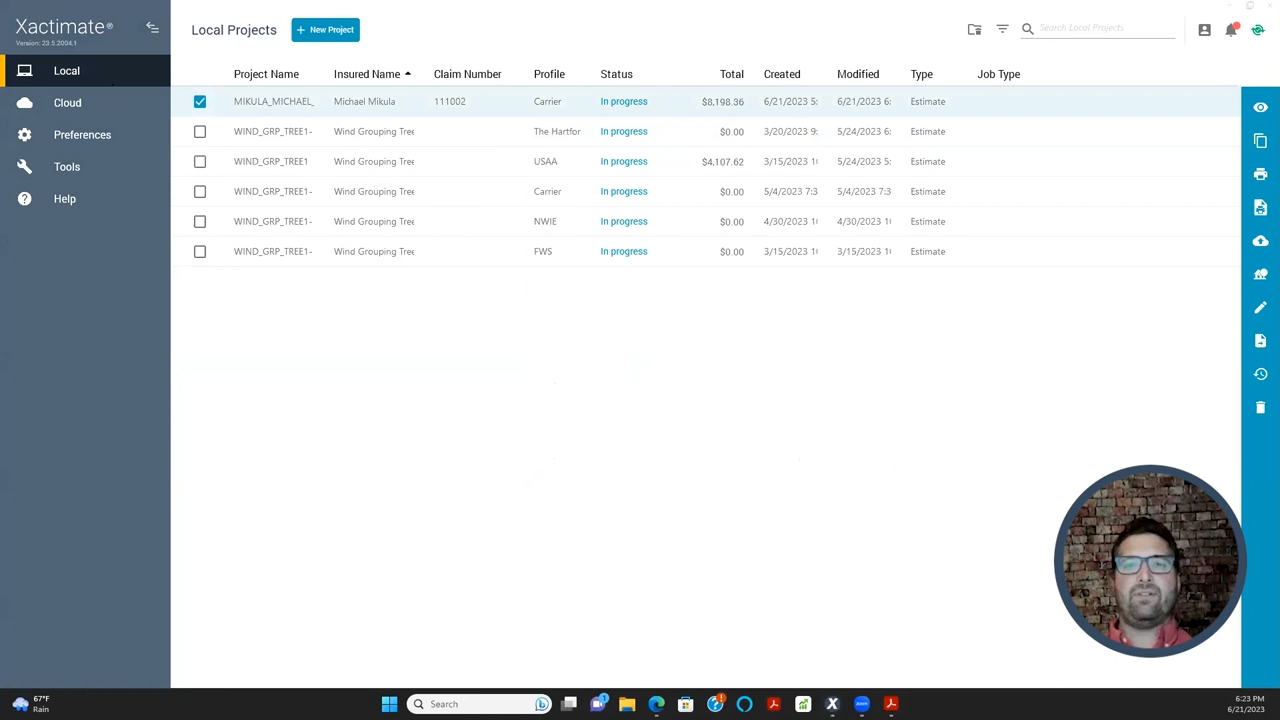 Xactimate®
Version: 23.5.2004.1
Local
Cloud
Preferences
Tools
Help
Local Projects
+ New Project
Search Local Projects
Project Name Insured Name Claim Number Profile Status Total Created Modified Type Job Type
MIKULA_MICHAEL_ Michael Mikula 111002 Carrier In progress $8,198.36 6/21/2023 5: 6/21/2023 6: Estimate
WIND_GRP_TREE1- Wind Grouping Tree The Hartfor In progress $0.00 3/20/2023 9: 5/24/2023 6: Estimate
WIND_GRP_TREE1 Wind Grouping Tree USAA In progress $4,107.62 3/15/2023 1( 5/24/2023 5: Estimate
WIND_GRP_TREE1- Wind Grouping Tree Carrier In progress $0.00 5/4/2023 7:3 5/4/2023 7:3 Estimate
WIND_GRP_TREE1- Wind Grouping Tree NWIE In progress $0.00 4/30/2023 1( 4/30/2023 1( Estimate
WIND_GRP_TREE1- Wind Grouping Tree FWS In progress $0.00 3/15/2023 1( 3/15/2023 1( Estimate
67°F
Rain
Search
6:23 PM
6/21/2023